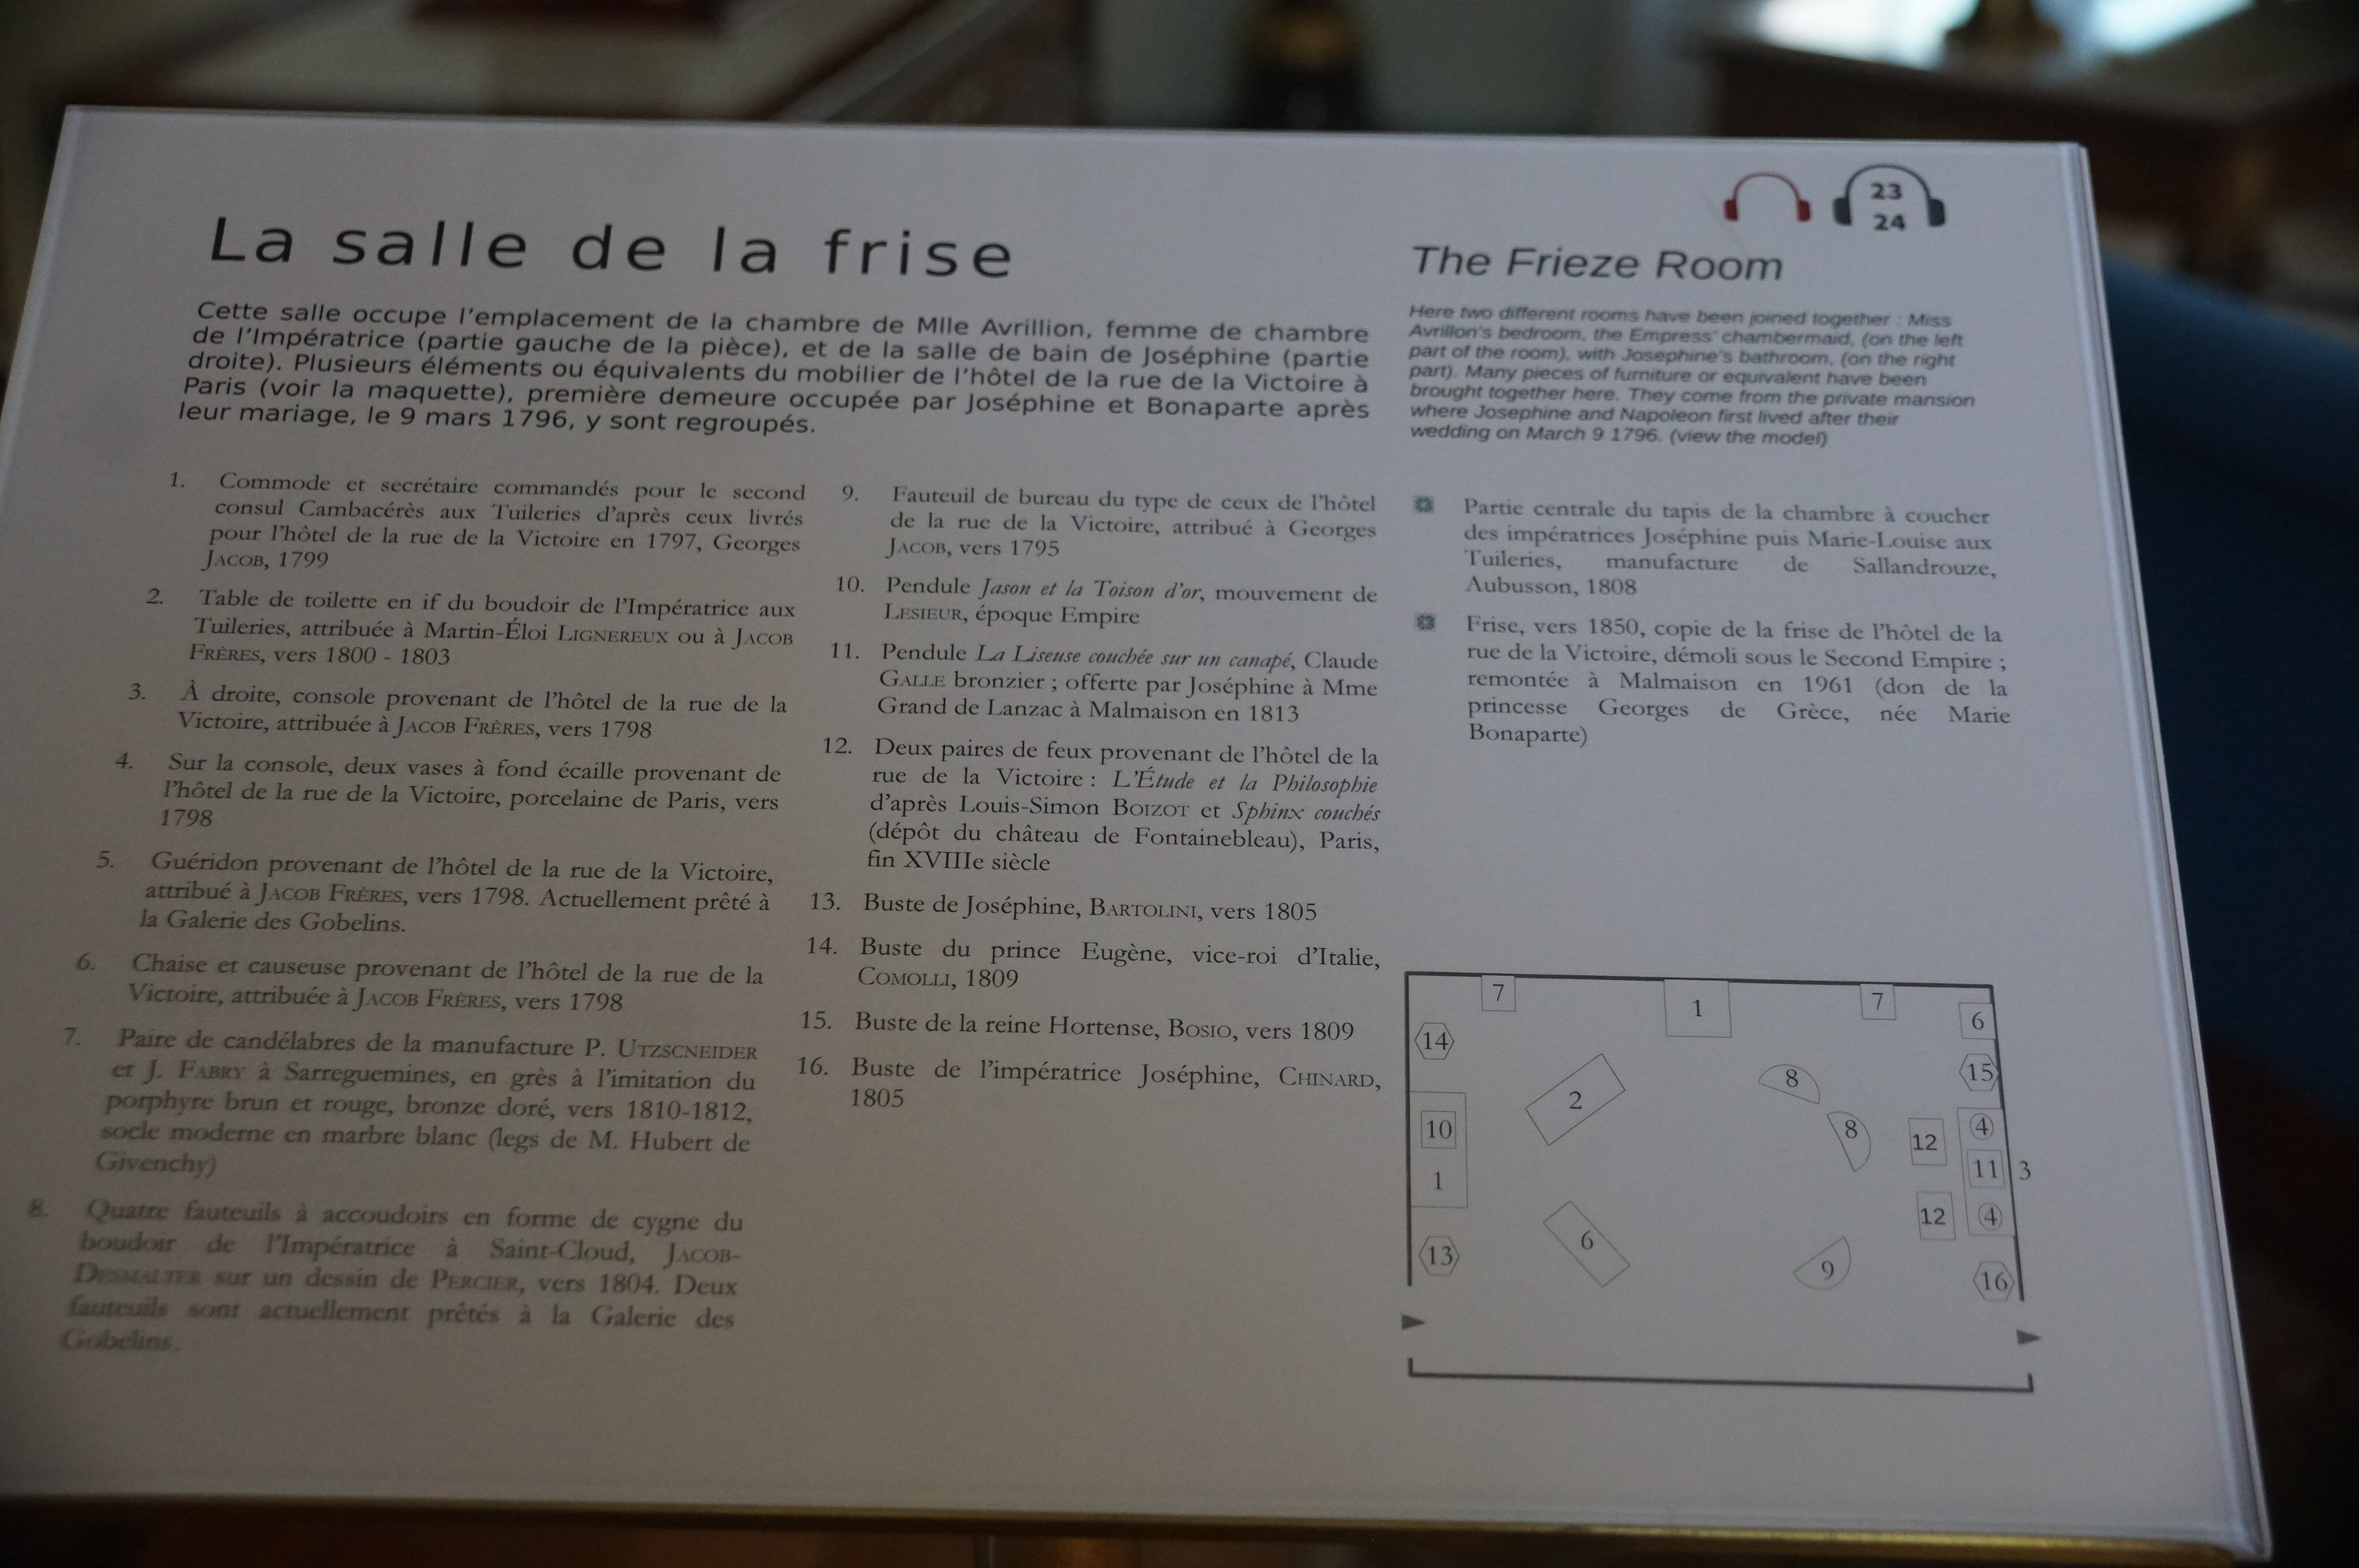 La salle de la frise
Cette salle occupe l'emplacement de la chambre de Mlle Avrillion, femme de chambre
de l'Impératrice (partie gauche de la pièce), et de la salle de bain de Joséphine (partie
droite). Plusieurs éléments ou équivalents du mobilier de l'hôtel de la rue de la Victoire à
Paris (voir la maquette), première demeure occupée par Joséphine et Bonaparte après
leur mariage, le 9 mars 1796, y sont regroupés.
1. Commode et secrétaire commandés pour le second
consul Cambacérès aux Tuileries d'après ceux livrés
pour l'hôtel de la rue de la Victoire en 1797, Georges
JACOB, 1799
2. Table de toilette en if du boudoir de l'Impératrice aux
Tuileries, attribuée à Martin-Éloi LIGNEREUX ou à JACOB
FRÈRES, vers 1800 - 1803
3. À droite, console provenant de l'hôtel de la rue de la
Victoire, attribuée à JACOB FRÈRES, vers 1798
4. Sur la console, deux vases à fond écaille provenant de
l'hôtel de la rue de la Victoire, porcelaine de Paris, vers
1798
5. Guéridon provenant de l'hôtel de la rue de la Victoire,
attribué à JACOB FRÈRES, vers 1798. Actuellement prêté à
la Galerie des Gobelins.
6. Chaise et causeuse provenant de l'hôtel de la rue de la
Victoire, attribuée à JACOB FRÈRES, vers 1798
7. Paire de candélabres de la manufacture P. UTZSCNEIDER
et J. FABRY à Sarreguemines, en grès à l'imitation du
porphyre brun et rouge, bronze doré, vers 1810-1812,
socle moderne en marbre blanc (legs de M. Hubert de
Givenchy)
8. Quatre fauteuils à accoudoirs en forme de cygne du
boudoir de l'Impératrice à Saint-Cloud, JACOB-
DESMALTER sur un dessin de PERCIER, vers 1804. Deux
fauteuils sont actuellement prêtés à la Galerie des
Gobelins.
9. Fauteuil de bureau du type de ceux de l'hôtel
de la rue de la Victoire, attribué à Georges
JACOB, vers 1795
10. Pendule Jason et la Toison d'or, mouvement de
LESIEUR, époque Empire
11. Pendule La Liseuse couchée sur un canapé, Claude
GALLE bronzier ; offerte par Joséphine à Mme
Grand de Lanzac à Malmaison en 1813
12. Deux paires de feux provenant de l'hôtel de la
rue de la Victoire : L'Étude et la Philosophie
d'après Louis-Simon BOIZOT et Sphinx couchés
(dépôt du château de Fontainebleau), Paris,
fin XVIIIe siècle
13. Buste de Joséphine, BARTOLINI, vers 1805
14. Buste du prince Eugène, vice-roi d'Italie,
COMOLLI, 1809
15. Buste de la reine Hortense, BOSIO, vers 1809
16. Buste de l'impératrice Joséphine, CHINARD,
1805
23
24
The Frieze Room
Here two different rooms have been joined together : Miss
Avrillon's bedroom, the Empress' chambermaid, (on the left
part of the room), with Josephine's bathroom, (on the right
part). Many pieces of furniture or equivalent have been
brought together here. They come from the private mansion
where Josephine and Napoleon first lived after their
wedding on March 9 1796. (view the model)
Partie centrale du tapis de la chambre à coucher
des impératrices Joséphine puis Marie-Louise aux
Tuileries, manufacture de Sallandrouze,
Aubusson, 1808
Frise, vers 1850, copie de la frise de l'hôtel de la
rue de la Victoire, démoli sous le Second Empire ;
remontée à Malmaison en 1961 (don de la
princesse Georges de Grèce, née Marie
Bonaparte)
7 1 7 6
14 15
2 8
10 8 12 4
1 11 3
12 4
13 6 9 16